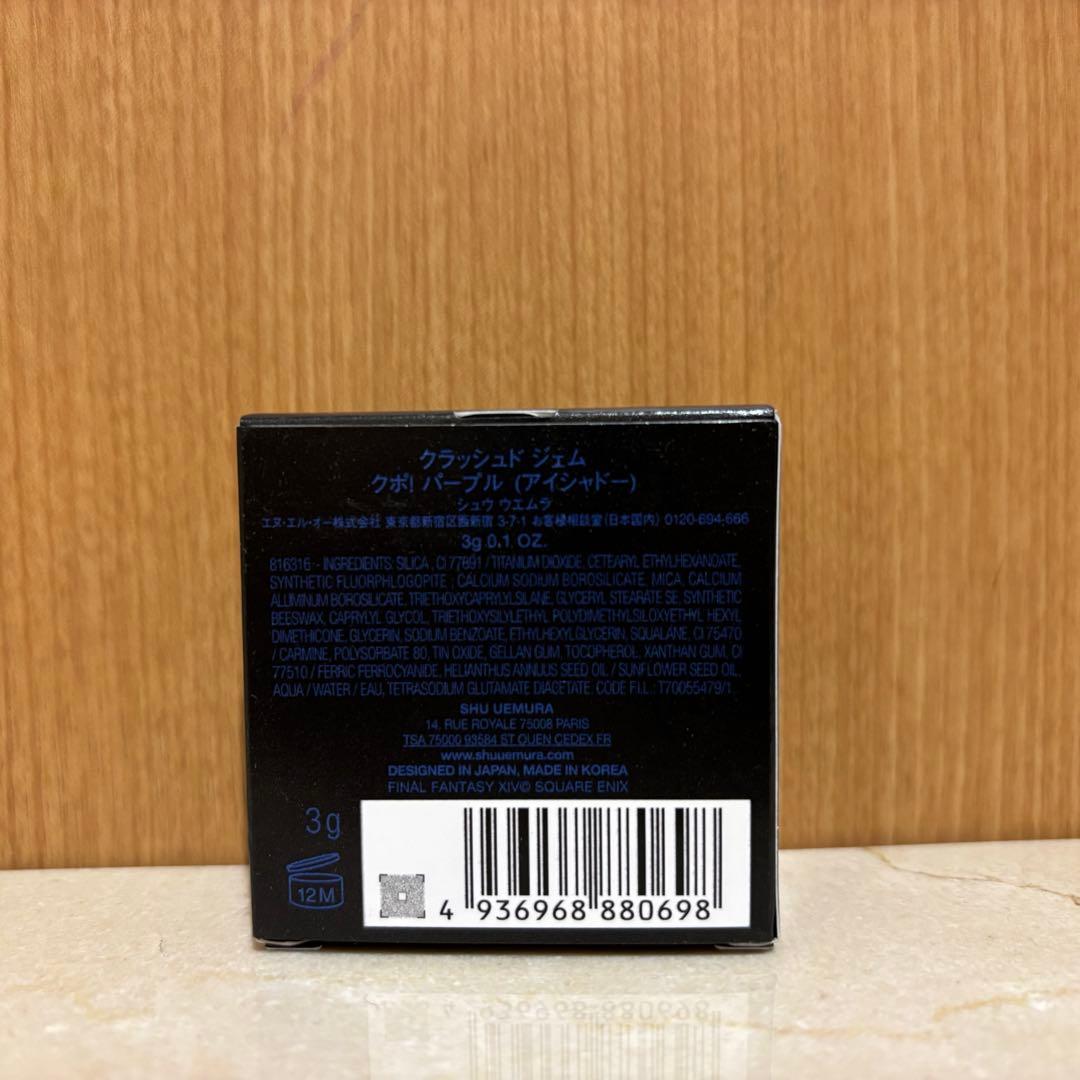 クラッシュド ジェム
クポ! パープル (アイシャドー)
シュウ ウエムラ
エヌ・エル・オー株式会社 東京都新宿区西新宿 3-7-1 お客様相談室(日本国内) 0120-694-666
3g 0.1 OZ.
816316 - INGREDIENTS: SILICA, CI 77891 / TITANIUM DIOXIDE, CETEARYL ETHYLHEXANOATE,
SYNTHETIC FLUORPHLOGOPITE, CALCIUM SODIUM BOROSILICATE, MICA, CALCIUM
ALUMINUM BOROSILICATE, TRIETHOXYCAPRYLYLSILANE, GLYCERYL STEARATE SE, SYNTHETIC
BEESWAX, CAPRYLYL GLYCOL, TRIETHOXYSILYLETHYL POLYDIMETHYLSILOXYETHYL HEXYL
DIMETHICONE, GLYCERIN, SODIUM BENZOATE, ETHYLHEXYLGLYCERIN, SQUALANE, CI 75470
/ CARMINE, POLYSORBATE 80, TIN OXIDE, GELLAN GUM, TOCOPHEROL, XANTHAN GUM, CI
77510 / FERRIC FERROCYANIDE, HELIANTHUS ANNUUS SEED OIL / SUNFLOWER SEED OIL,
AQUA / WATER / EAU, TETRASODIUM GLUTAMATE DIACETATE. CODE F.I.L. : T70055479/1
SHU UEMURA
14, RUE ROYALE 75008 PARIS
TSA 75000 93584 ST OUEN CEDEX FR
www.shuuemura.com
DESIGNED IN JAPAN, MADE IN KOREA
FINAL FANTASY XIV© SQUARE ENIX
3g
12M
4 936968 880698